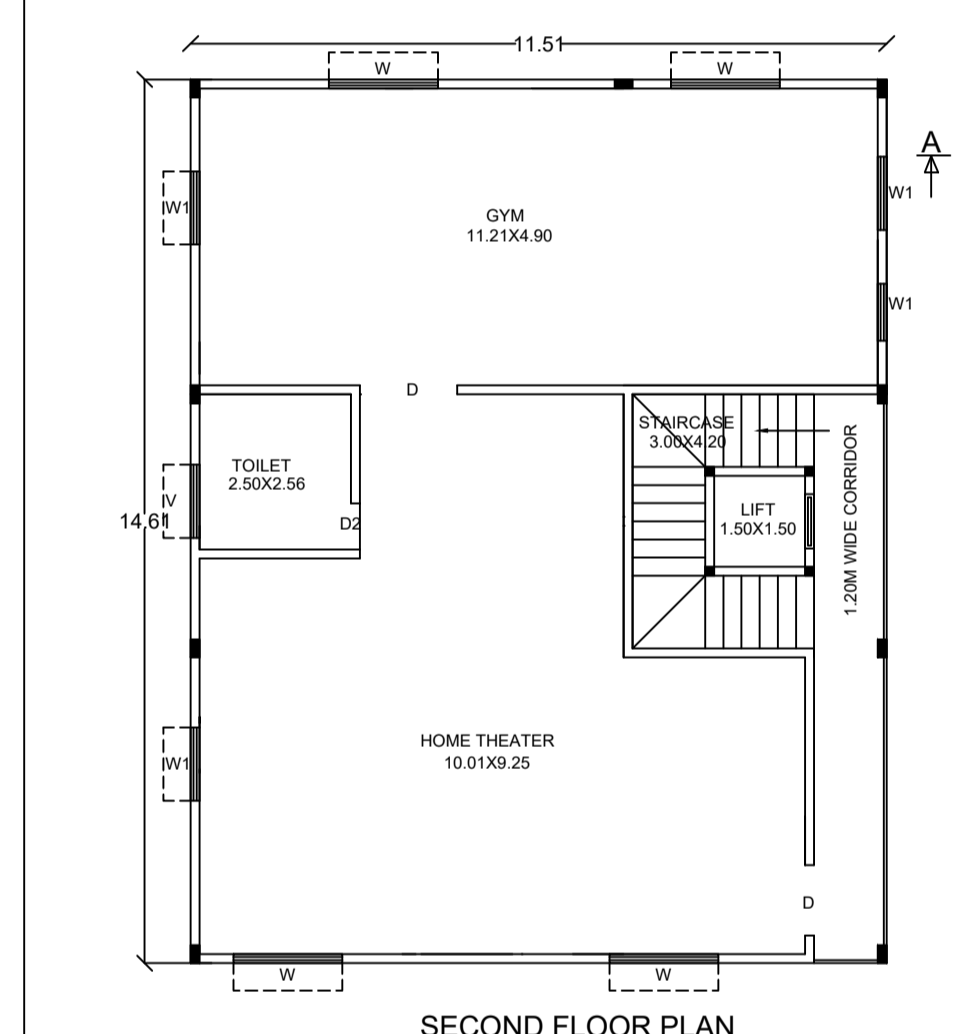 11.51
W
W
A
W1
W1
GYM
11.21X4.90
W1
D
STAIRCASE
3.00X4.20
TOILET
2.50X2.56
V
14.61
D2
LIFT
1.50X1.50
1.20M WIDE CORRIDOR
HOME THEATER
10.01X9.25
W1
D
W
W
SECOND FLOOR PLAN